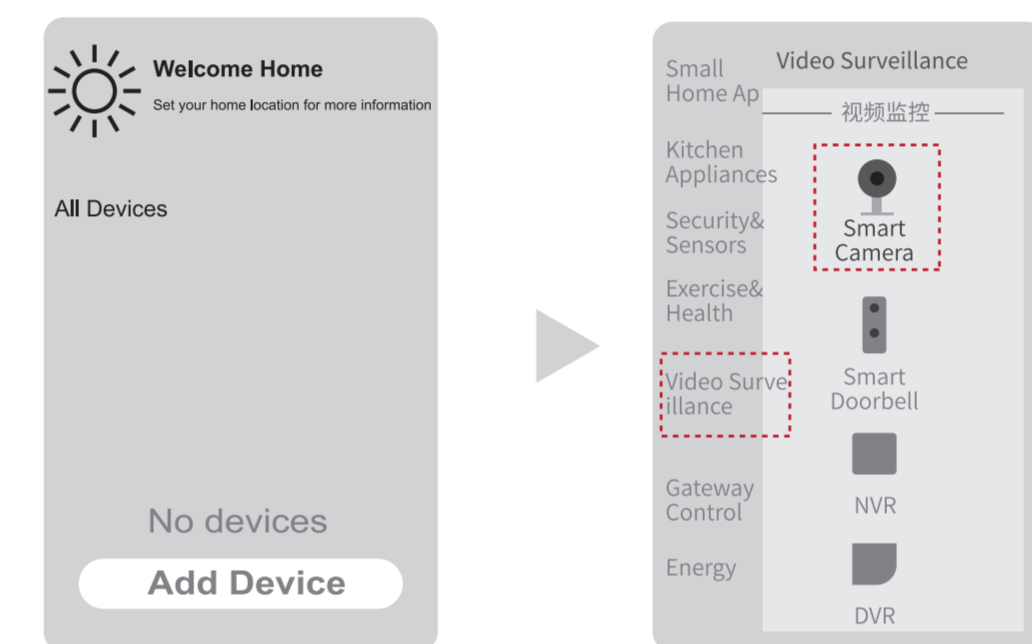 Welcome Home
Set your home location for more information
All Devices
No devices
Add Device
Small
Home Ap
Kitchen
Appliances
Security&
Sensors
Exercise&
Health
Video Surve
illance
Gateway
Control
Energy
Video Surveillance
视频监控
Smart
Camera
Smart
Doorbell
NVR
DVR